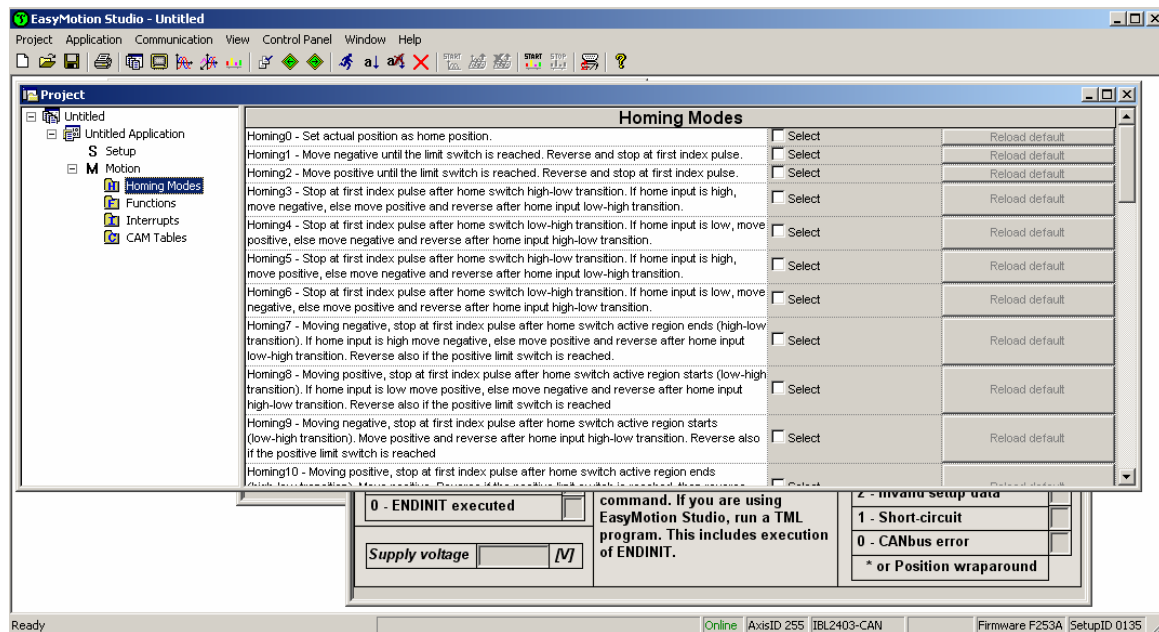 EasyMotion Studio - Untitled
Project Application Communication View Control Panel Window Help
START
START
STOP
Project
Untitled
Untitled Application
S Setup
M Motion
Homing Modes
Functions
Interrupts
CAM Tables
Homing Modes
Homing0 - Set actual position as home position.
Select
Reload default
Homing1 - Move negative until the limit switch is reached. Reverse and stop at first index pulse.
Select
Reload default
Homing2 - Move positive until the limit switch is reached. Reverse and stop at first index pulse.
Select
Reload default
Homing3 - Stop at first index pulse after home switch high-low transition. If home input is high,
move negative, else move positive and reverse after home input low-high transition.
Select
Reload default
Homing4 - Stop at first index pulse after home switch low-high transition. If home input is low, move
positive, else move negative and reverse after home input high-low transition.
Select
Reload default
Homing5 - Stop at first index pulse after home switch high-low transition. If home input is high,
move positive, else move negative and reverse after home input low-high transition.
Select
Reload default
Homing6 - Stop at first index pulse after home switch low-high transition. If home input is low, move
negative, else move positive and reverse after home input high-low transition.
Select
Reload default
Homing7 - Moving negative, stop at first index pulse after home switch active region ends (high-low
transition). If home input is high move negative, else move positive and reverse after home input
low-high transition. Reverse also if the positive limit switch is reached.
Select
Reload default
Homing8 - Moving positive, stop at first index pulse after home switch active region starts (low-high
transition). If home input is low move positive, else move negative and reverse after home input
high-low transition. Reverse also if the positive limit switch is reached
Select
Reload default
Homing9 - Moving negative, stop at first index pulse after home switch active region starts
(low-high transition). Move positive and reverse after home input high-low transition. Reverse also
if the positive limit switch is reached
Select
Reload default
Homing10 - Moving positive, stop at first index pulse after home switch active region ends
0 - ENDINIT executed
Supply voltage [V]
command. If you are using
EasyMotion Studio, run a TML
program. This includes execution
of ENDINIT.
2 - Invalid setup data
1 - Short-circuit
0 - CANbus error
* or Position wraparound
Ready
Online
AxisID 255
IBL2403-CAN
Firmware F253A
SetupID 0135